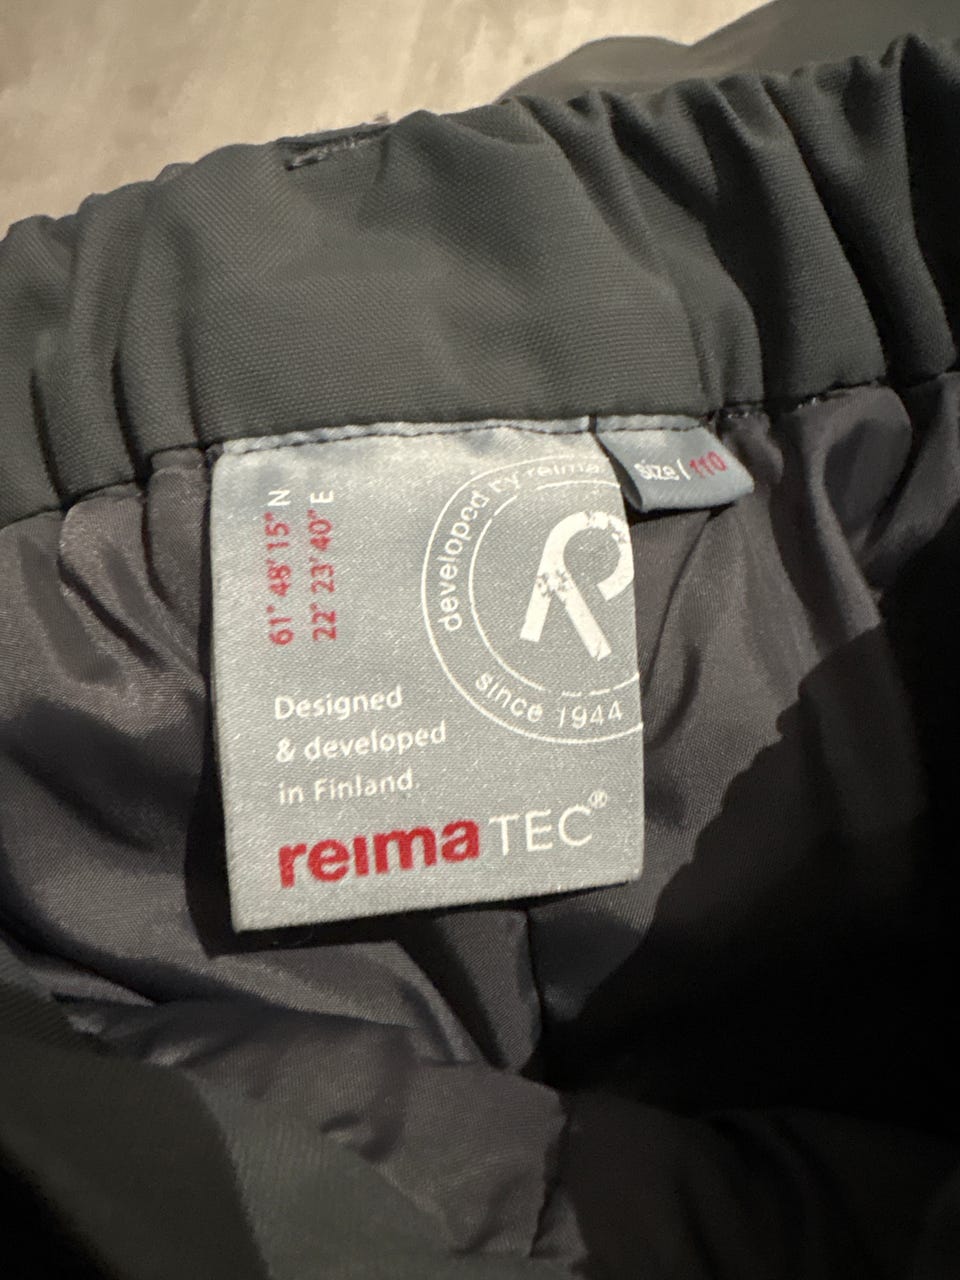 size | 110
61° 48' 15" N
22° 23' 40" E
developed by reima
since 1944
Designed
& developed
in Finland.
reima TEC®